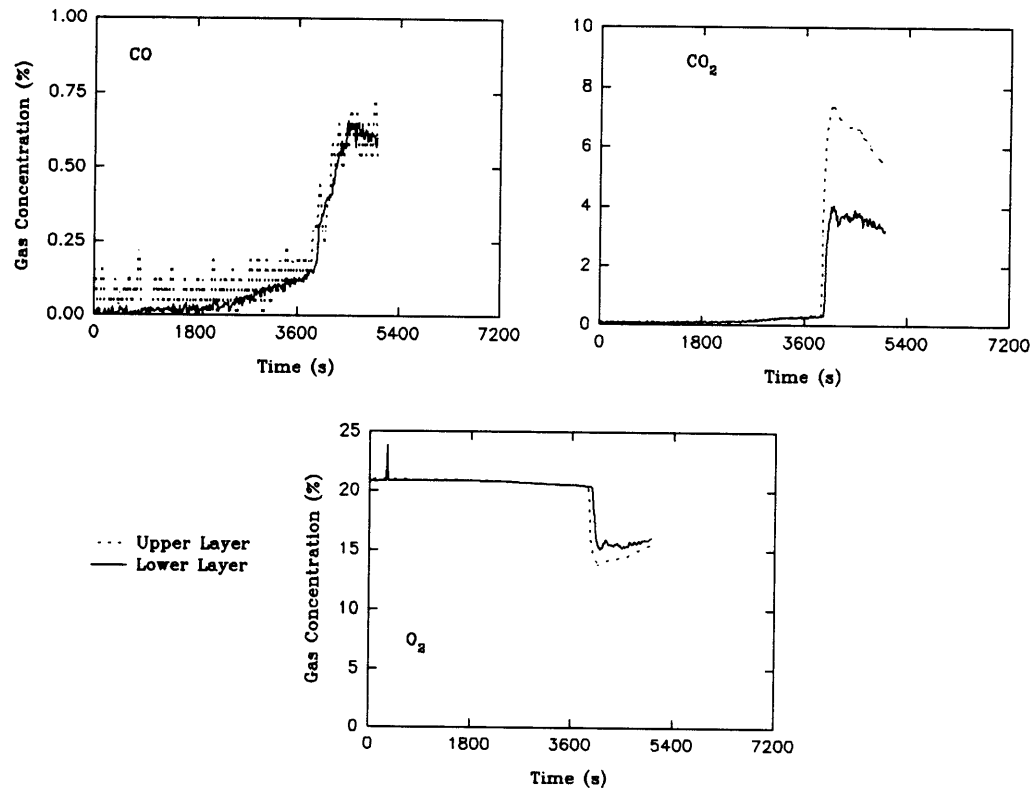 1.00
0.75
0.50
0.25
0.00
Gas Concentration (%)
CO
0 1800 3600 5400 7200
Time (s)
10
8
6
4
2
0
CO₂
0 1800 3600 5400 7200
Time (s)
25
20
15
10
5
0
Gas Concentration (%)
O₂
0 1800 3600 5400 7200
Time (s)
Upper Layer
Lower Layer